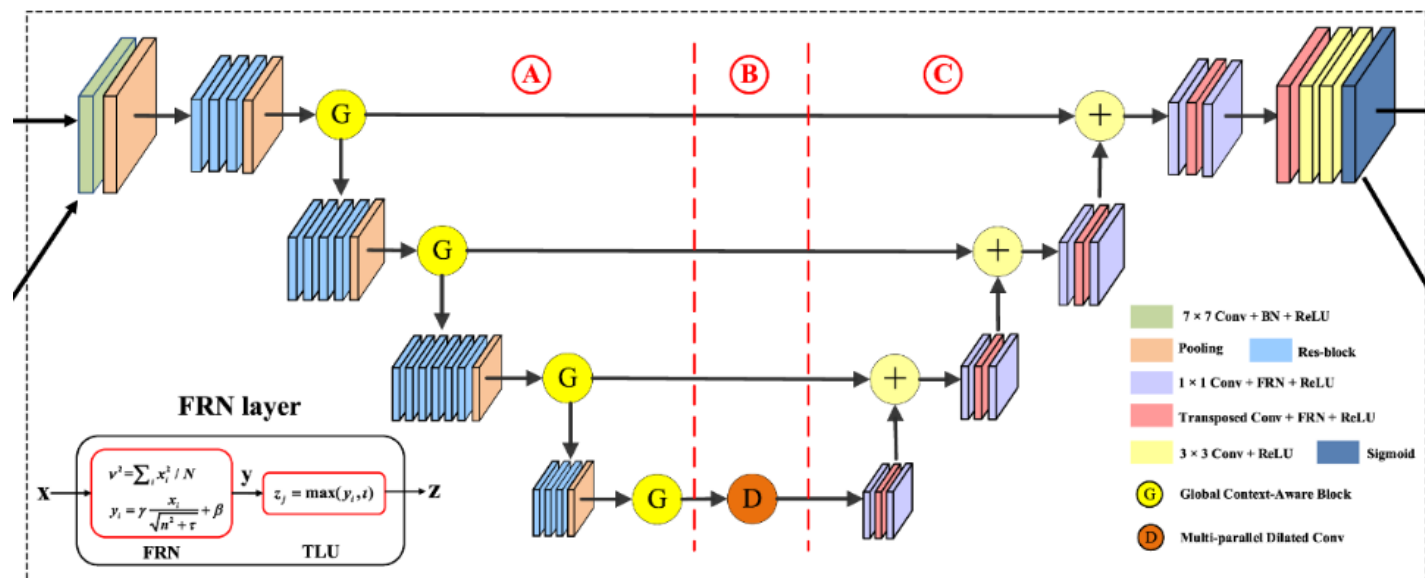 A
B
C
G
+
G
+
G
+
G
D
7 × 7 Conv + BN + ReLU
Pooling
Res-block
1 × 1 Conv + FRN + ReLU
Transposed Conv + FRN + ReLU
3 × 3 Conv + ReLU
Sigmoid
G Global Context-Aware Block
D Multi-parallel Dilated Conv
FRN layer
x
ν² = ∑ᵢ xᵢ² / N
yᵢ = γ xᵢ / √(n² + τ) + β
FRN
y
zⱼ = max(yᵢ, t)
TLU
z